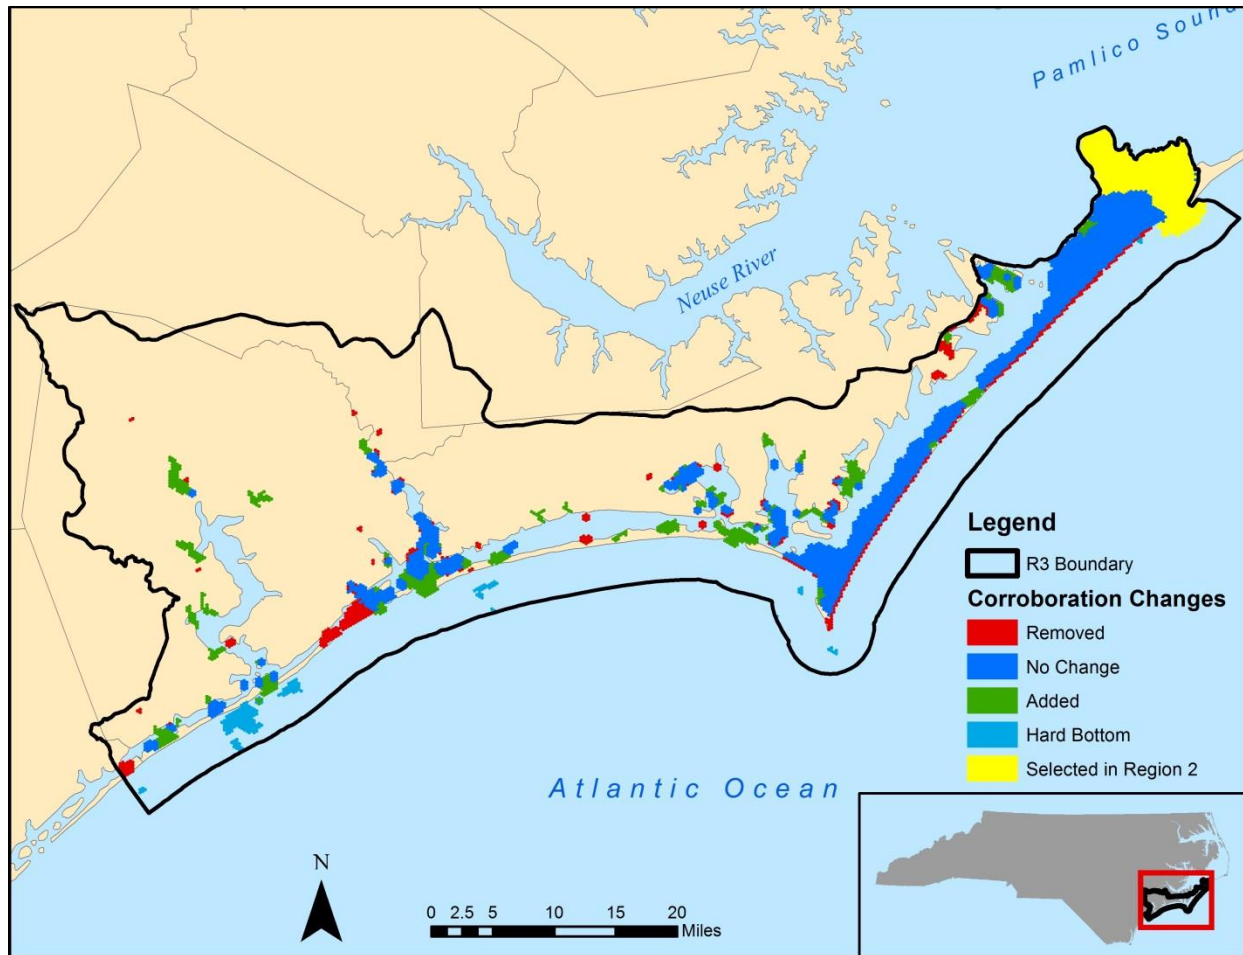 Pamlico Soun
Neuse River
Legend
R3 Boundary
Corroboration Changes
Removed
No Change
Added
Hard Bottom
Selected in Region 2
Atlantic Ocean
N
0 2.5 5 10 15 20
Miles